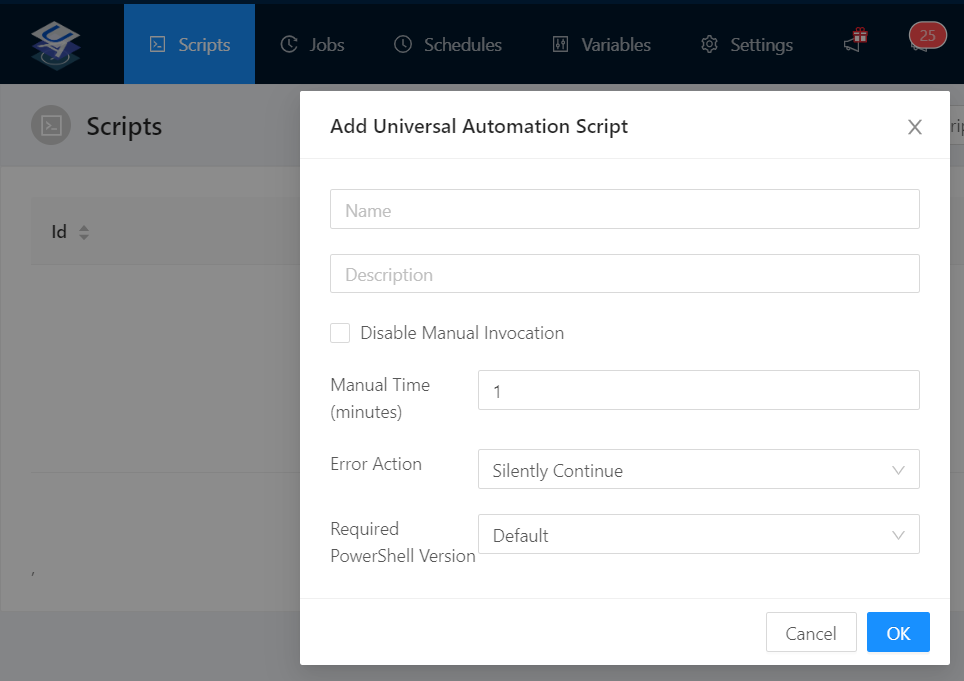 Scripts Jobs Schedules Variables Settings 25
Scripts
Add Universal Automation Script
Id
Name
Description
Disable Manual Invocation
Manual Time
(minutes)
1
Error Action
Silently Continue
Required
PowerShell Version
Default
Cancel OK